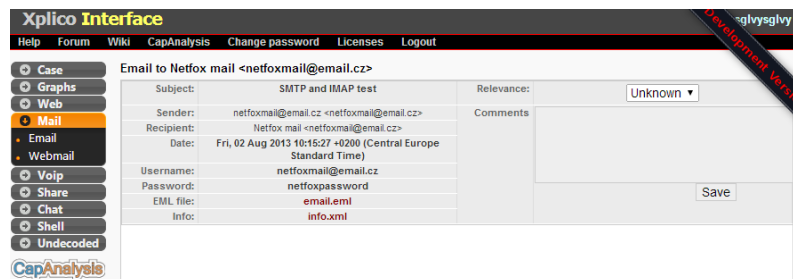 Xplico Interface
sglvysglvy
Development Versi
Help Forum Wiki CapAnalysis Change password Licenses Logout
Case
Graphs
Web
Mail
Email
Webmail
Voip
Share
Chat
Shell
Undecoded
CapAnalysis
Email to Netfox mail <netfoxmail@email.cz>
Subject: SMTP and IMAP test
Sender: netfoxmail@email.cz <netfoxmail@email.cz>
Recipient: Netfox mail <netfoxmail@email.cz>
Date: Fri, 02 Aug 2013 10:15:27 +0200 (Central Europe
Standard Time)
Username: netfoxmail@email.cz
Password: netfoxpassword
EML file: email.eml
Info: info.xml
Relevance: Unknown
Comments
Save